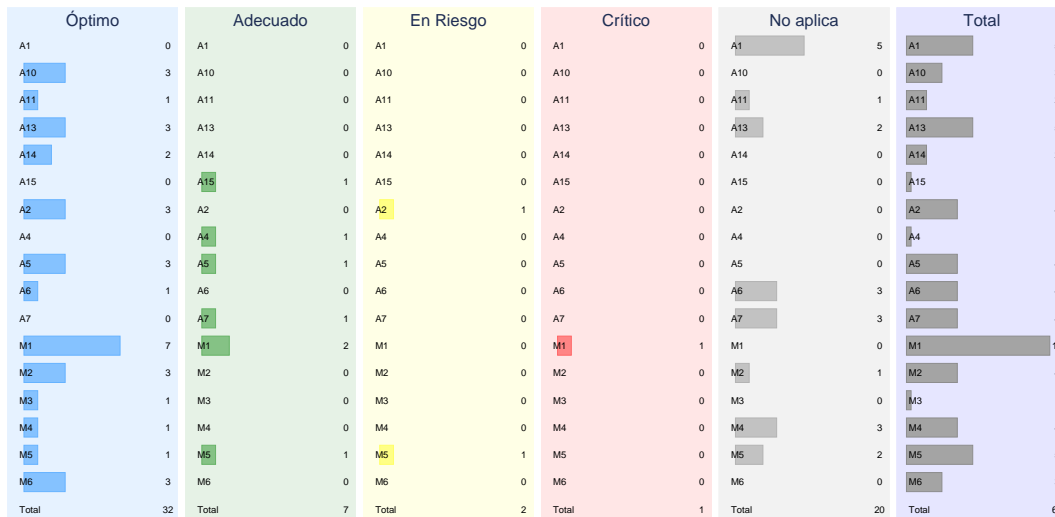 Óptimo Adecuado En Riesgo Crítico No aplica Total
A1 0 A1 0 A1 0 A1 0 A1 5 A1
A10 3 A10 0 A10 0 A10 0 A10 0 A10
A11 1 A11 0 A11 0 A11 0 A11 1 A11
A13 3 A13 0 A13 0 A13 0 A13 2 A13
A14 2 A14 0 A14 0 A14 0 A14 0 A14
A15 0 A15 1 A15 0 A15 0 A15 0 A15
A2 3 A2 0 A2 1 A2 0 A2 0 A2
A4 0 A4 1 A4 0 A4 0 A4 0 A4
A5 3 A5 1 A5 0 A5 0 A5 0 A5
A6 1 A6 0 A6 0 A6 0 A6 3 A6
A7 0 A7 1 A7 0 A7 0 A7 3 A7
M1 7 M1 2 M1 0 M1 1 M1 0 M1
M2 3 M2 0 M2 0 M2 0 M2 1 M2
M3 1 M3 0 M3 0 M3 0 M3 0 M3
M4 1 M4 0 M4 0 M4 0 M4 3 M4
M5 1 M5 1 M5 1 M5 0 M5 2 M5
M6 3 M6 0 M6 0 M6 0 M6 0 M6
Total 32 Total 7 Total 2 Total 1 Total 20 Total